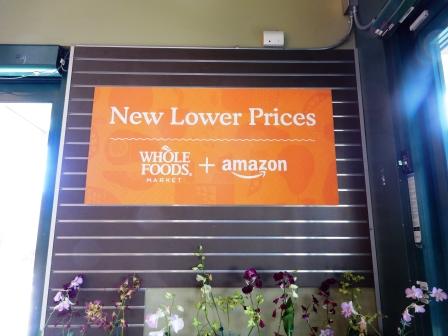 New Lower Prices
WHOLE FOODS MARKET + amazon